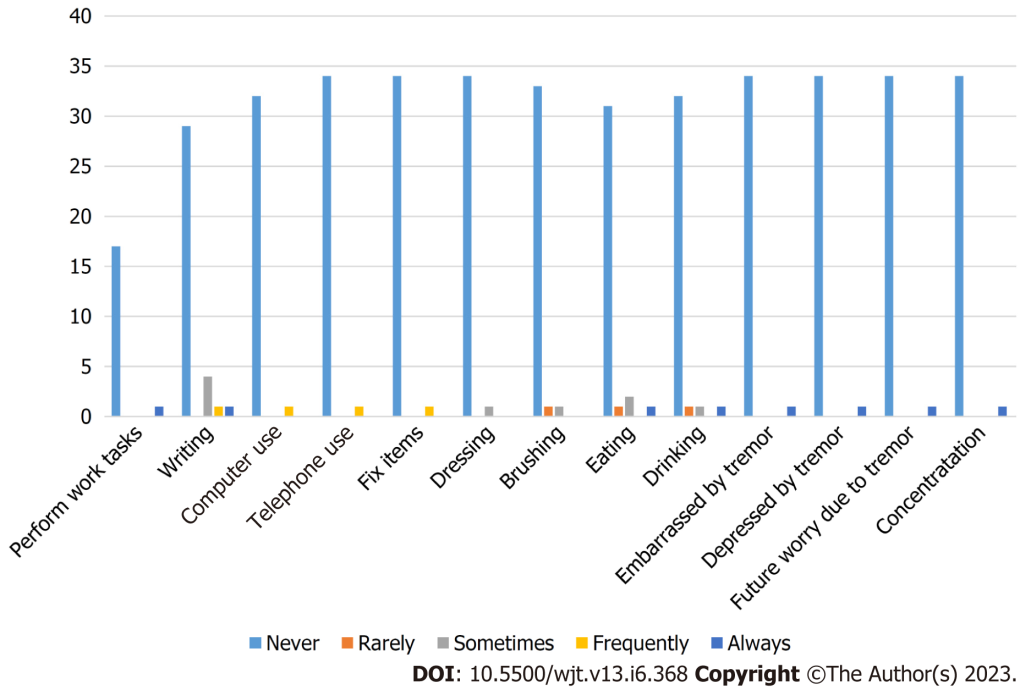 40
35
30
25
20
15
10
5
0
Perform work tasks
Writing
Computer use
Telephone use
Fix items
Dressing
Brushing
Eating
Drinking
Embarrassed by tremor
Depressed by tremor
Future worry due to tremor
Concentratation
Never Rarely Sometimes Frequently Always
DOI: 10.5500/wjt.v13.i6.368 Copyright ©The Author(s) 2023.